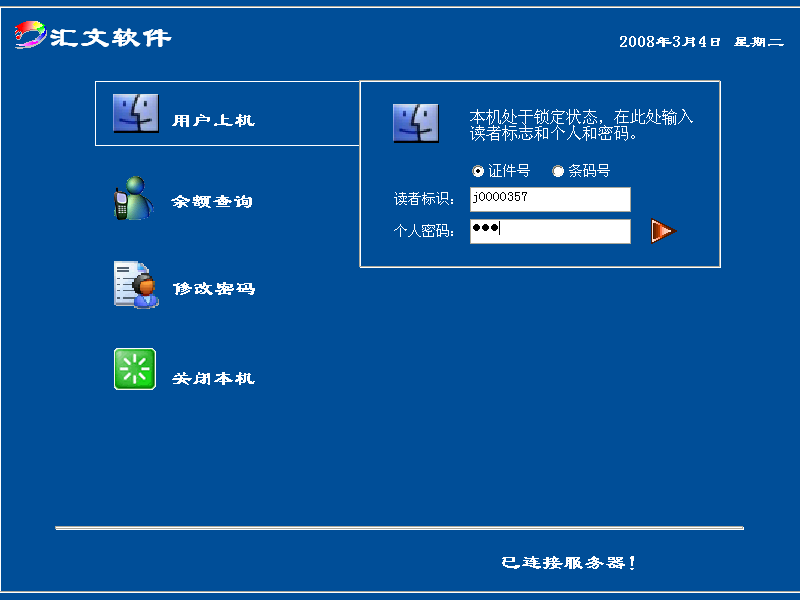 汇文软件
2008年3月4日 星期二
用户上机
本机处于锁定状态，在此处输入
读者标志和个人和密码。
证件号 条码号
读者标识： j0000357
个人密码： ●●●
余额查询
修改密码
关闭本机
已连接服务器！